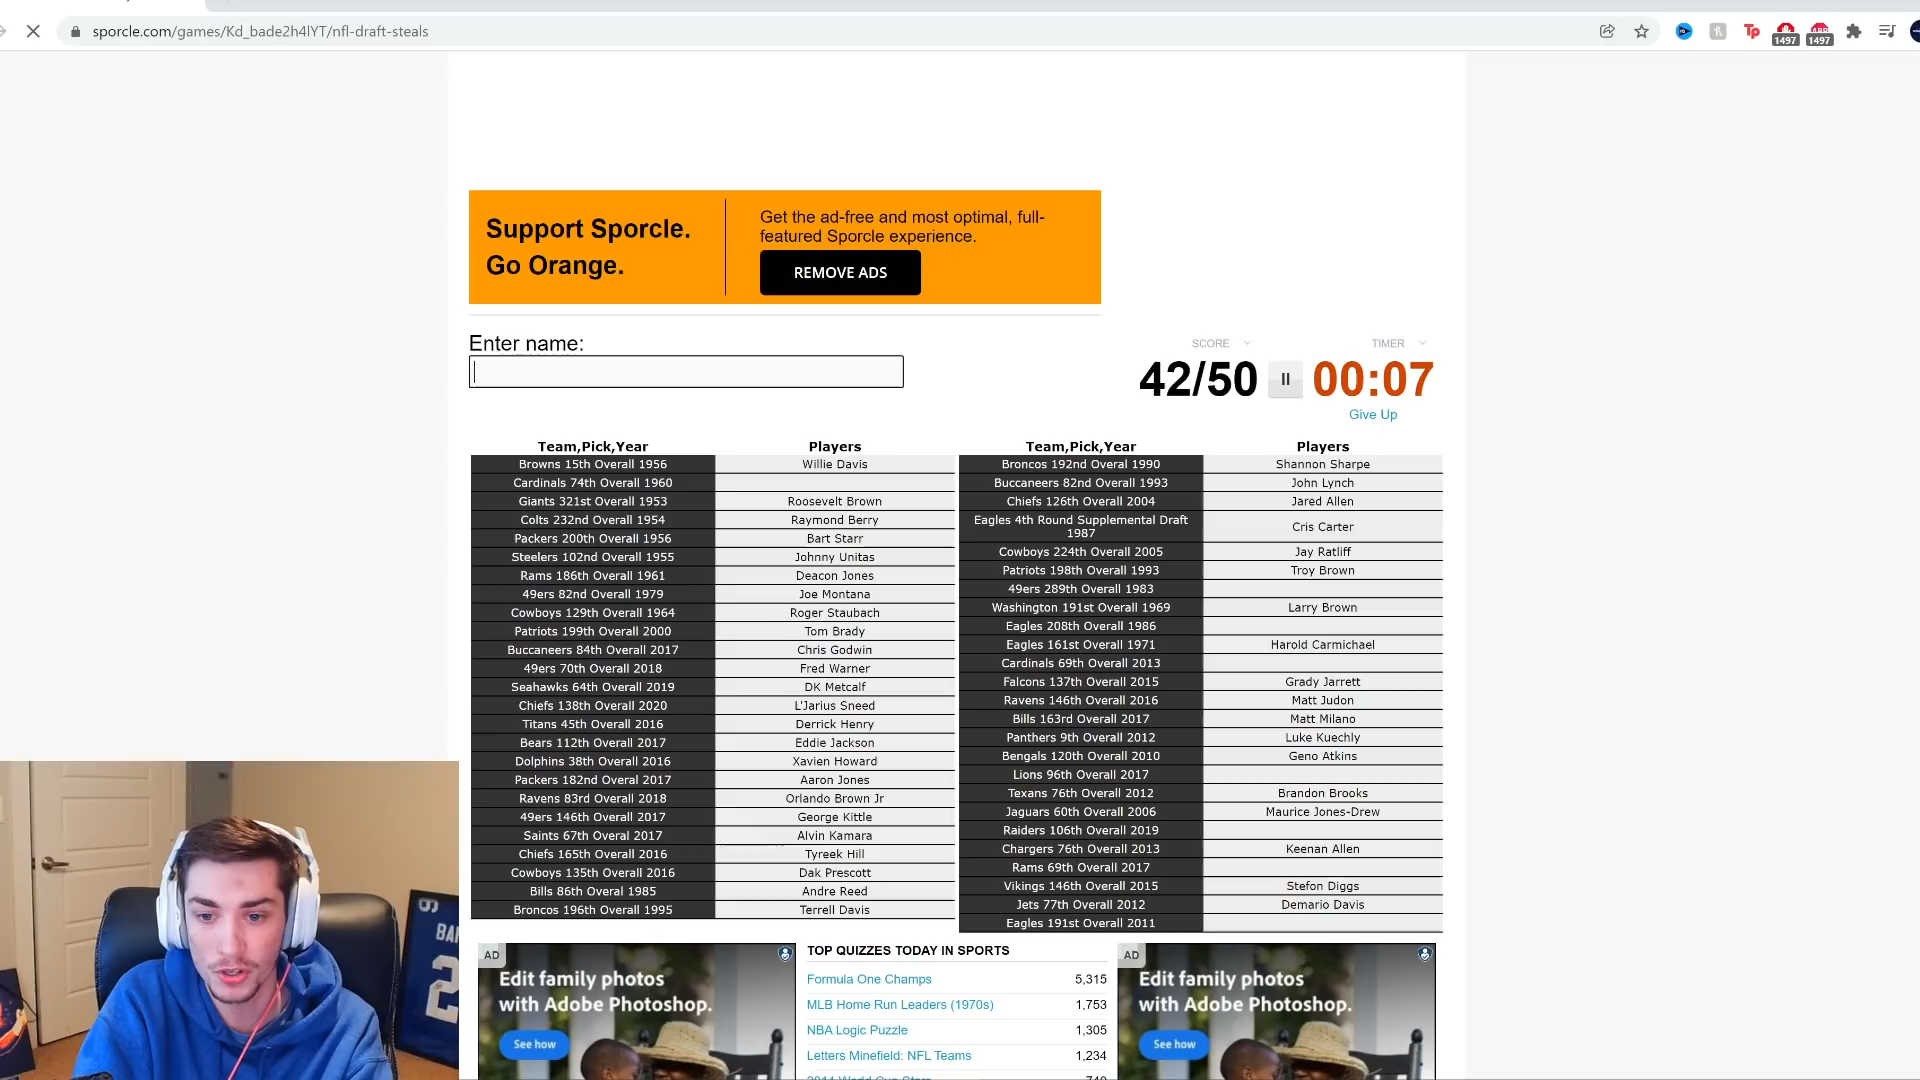 sporcle.com/games/Kd_bade2h4lYT/nfl-draft-steals
Tp
1497
1497
Support Sporcle.
Go Orange.
Get the ad-free and most optimal, full-
featured Sporcle experience.
REMOVE ADS
Enter name:
SCORE
TIMER
42/50
00:07
Give Up
Team,Pick,Year Players
Browns 15th Overall 1956 Willie Davis
Cardinals 74th Overall 1960
Giants 321st Overall 1953 Roosevelt Brown
Colts 232nd Overall 1954 Raymond Berry
Packers 200th Overall 1956 Bart Starr
Steelers 102nd Overall 1955 Johnny Unitas
Rams 186th Overall 1961 Deacon Jones
49ers 82nd Overall 1979 Joe Montana
Cowboys 129th Overall 1964 Roger Staubach
Patriots 199th Overall 2000 Tom Brady
Buccaneers 84th Overall 2017 Chris Godwin
49ers 70th Overall 2018 Fred Warner
Seahawks 64th Overall 2019 DK Metcalf
Chiefs 138th Overall 2020 L'Jarius Sneed
Titans 45th Overall 2016 Derrick Henry
Bears 112th Overall 2017 Eddie Jackson
Dolphins 38th Overall 2016 Xavien Howard
Packers 182nd Overal 2017 Aaron Jones
Ravens 83rd Overall 2018 Orlando Brown Jr
49ers 146th Overall 2017 George Kittle
Saints 67th Overal 2017 Alvin Kamara
Chiefs 165th Overall 2016 Tyreek Hill
Cowboys 135th Overall 2016 Dak Prescott
Bills 86th Overal 1985 Andre Reed
Broncos 196th Overall 1995 Terrell Davis
Team,Pick,Year Players
Broncos 192nd Overal 1990 Shannon Sharpe
Buccaneers 82nd Overall 1993 John Lynch
Chiefs 126th Overall 2004 Jared Allen
Eagles 4th Round Supplemental Draft
1987 Cris Carter
Cowboys 224th Overall 2005 Jay Ratliff
Patriots 198th Overall 1993 Troy Brown
49ers 289th Overall 1983
Washington 191st Overall 1969 Larry Brown
Eagles 208th Overall 1986
Eagles 161st Overall 1971 Harold Carmichael
Cardinals 69th Overall 2013
Falcons 137th Overall 2015 Grady Jarrett
Ravens 146th Overall 2016 Matt Judon
Bills 163rd Overall 2017 Matt Milano
Panthers 9th Overall 2012 Luke Kuechly
Bengals 120th Overall 2010 Geno Atkins
Lions 96th Overall 2017
Texans 76th Overall 2012 Brandon Brooks
Jaguars 60th Overall 2006 Maurice Jones-Drew
Raiders 106th Overall 2019
Chargers 76th Overall 2013 Keenan Allen
Rams 69th Overall 2017
Vikings 146th Overall 2015 Stefon Diggs
Jets 77th Overall 2012 Demario Davis
Eagles 191st Overall 2011
AD
Edit family photos
with Adobe Photoshop.
See how
TOP QUIZZES TODAY IN SPORTS
Formula One Champs 5,315
MLB Home Run Leaders (1970s) 1,753
NBA Logic Puzzle 1,305
Letters Minefield: NFL Teams 1,234
AD
Edit family photos
with Adobe Photoshop.
See how